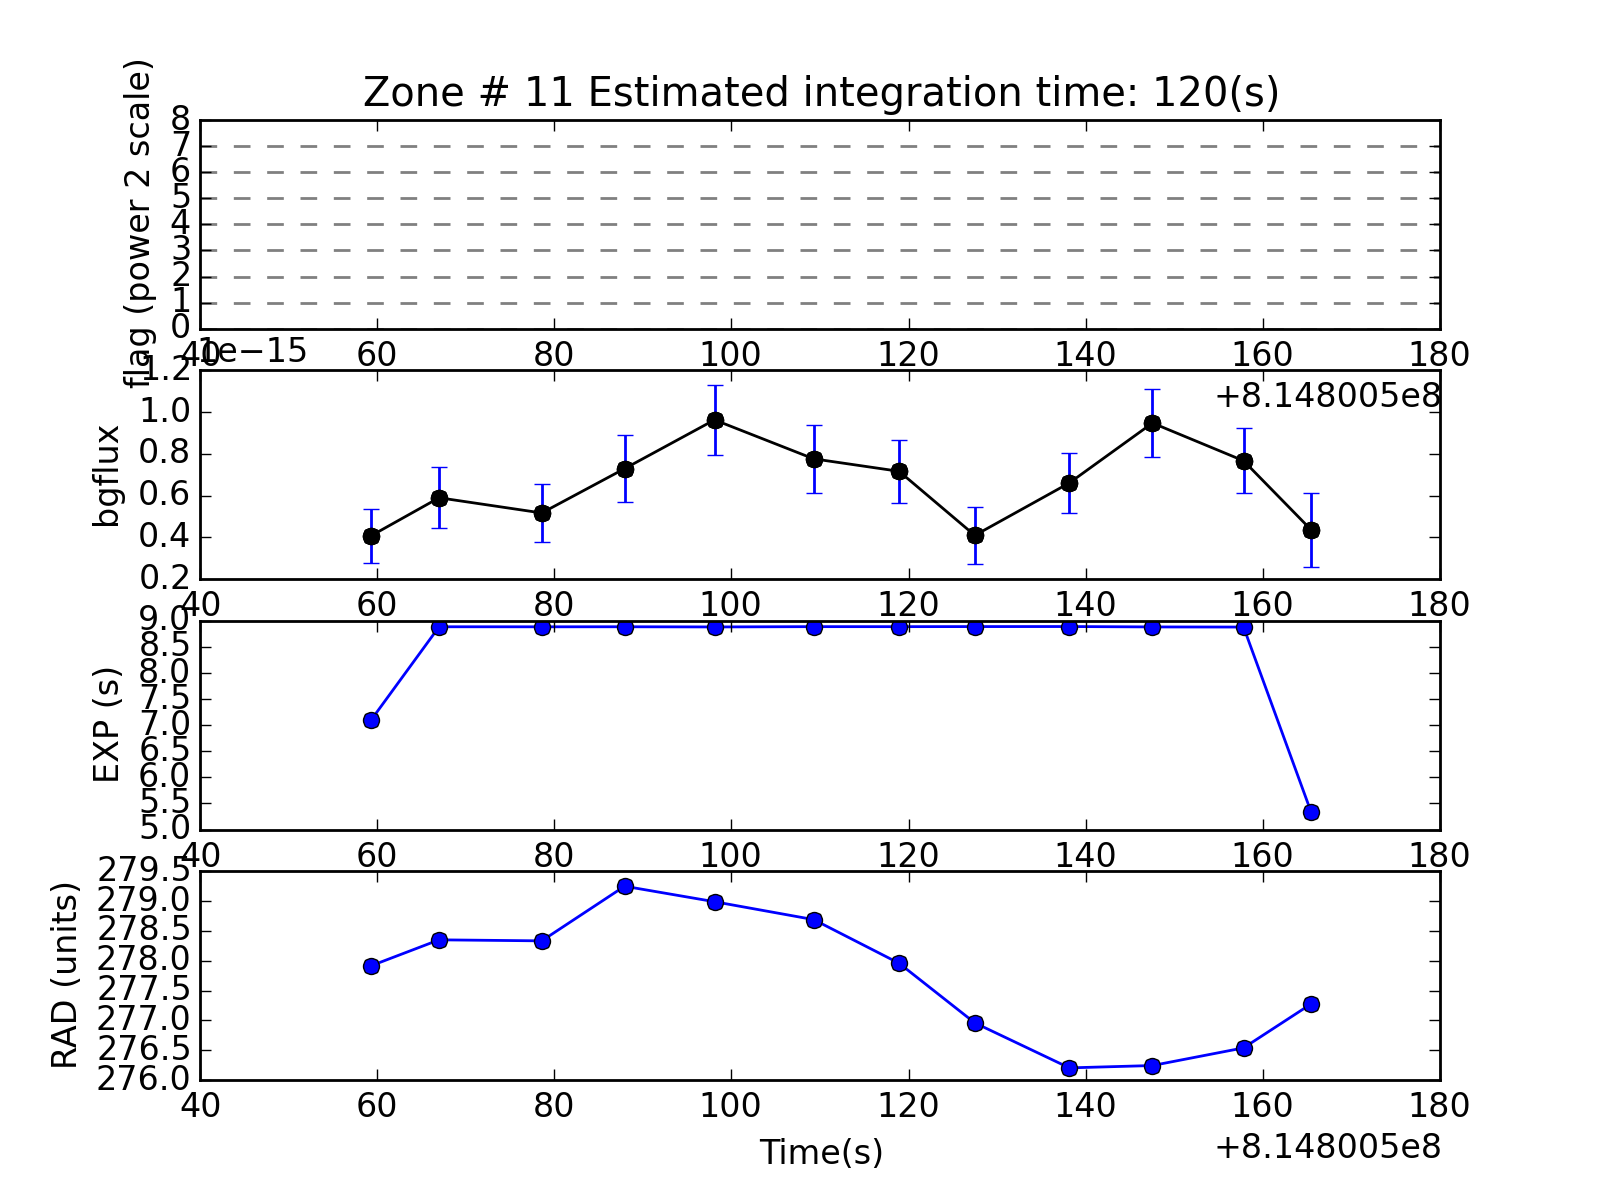 Zone # 11 Estimated integration time: 120(s)
flag (power 2 scale)
8
7
6
5
4
3
2
1
0
40 60 80 100 120 140 160 180
1e−15
+8.148005e8
bgflux
1.2
1.0
0.8
0.6
0.4
0.2
40 60 80 100 120 140 160 180
EXP (s)
9.0
8.5
8.0
7.5
7.0
6.5
6.0
5.5
5.0
40 60 80 100 120 140 160 180
RAD (units)
279.5
279.0
278.5
278.0
277.5
277.0
276.5
276.0
40 60 80 100 120 140 160 180
Time(s)
+8.148005e8